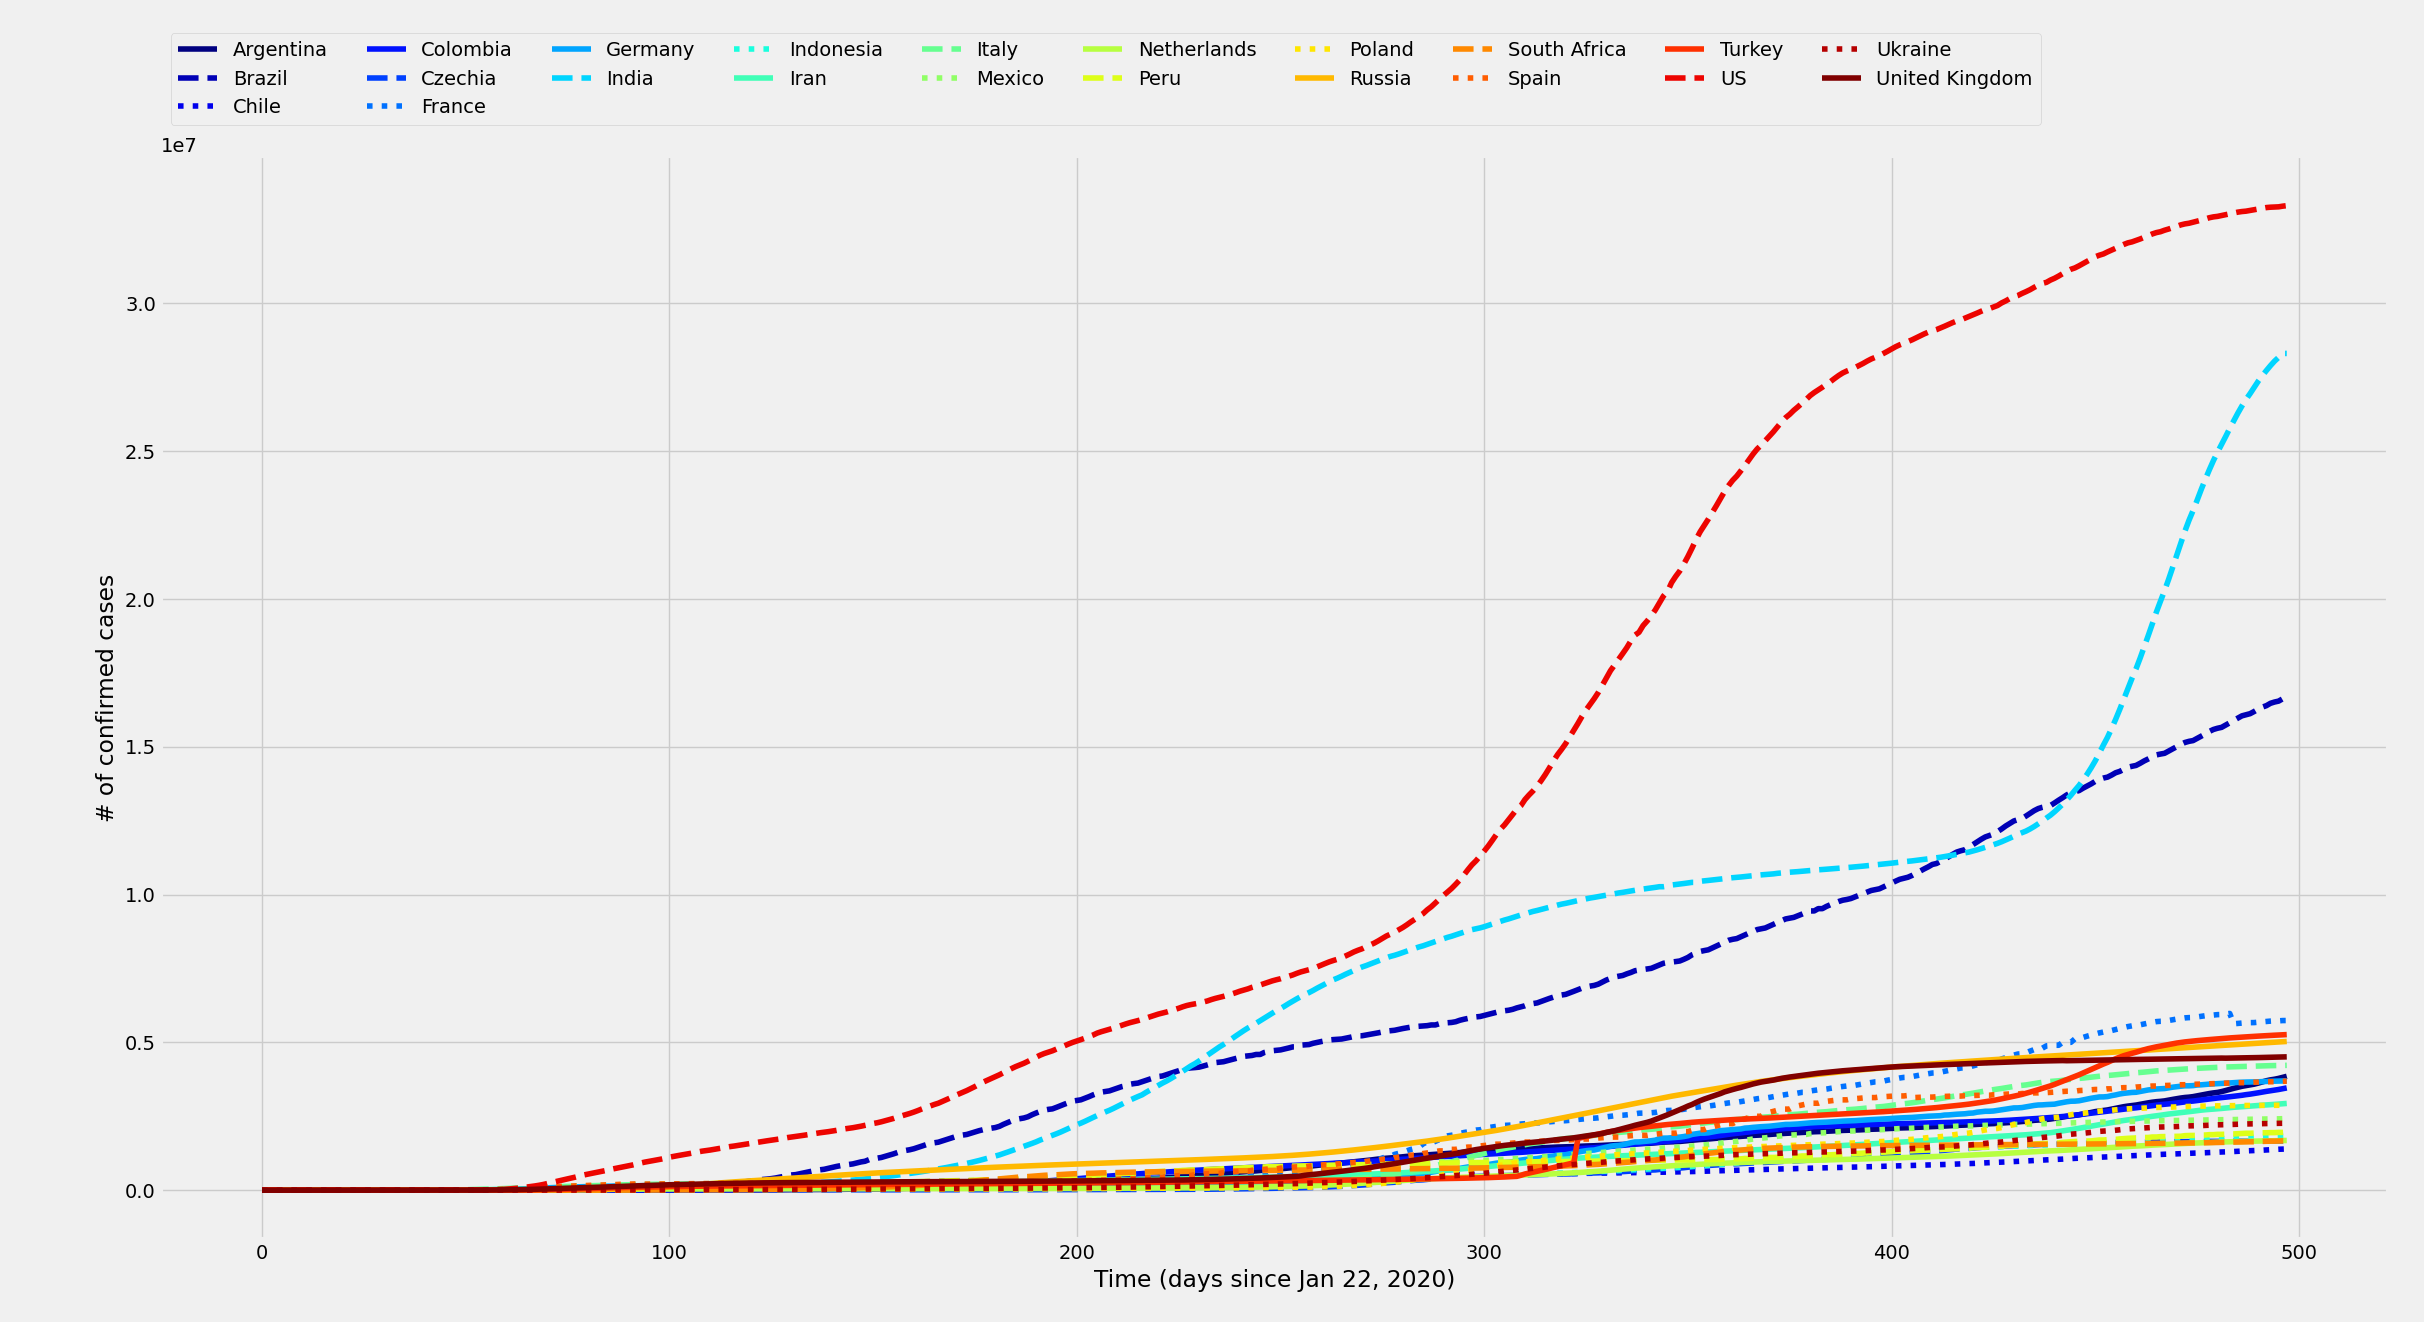 Argentina Colombia Germany Indonesia Italy Netherlands Poland South Africa Turkey Ukraine
Brazil Czechia India Iran Mexico Peru Russia Spain US United Kingdom
Chile France
1e7
3.0
2.5
2.0
1.5
1.0
0.5
0.0
# of confirmed cases
0 100 200 300 400 500
Time (days since Jan 22, 2020)